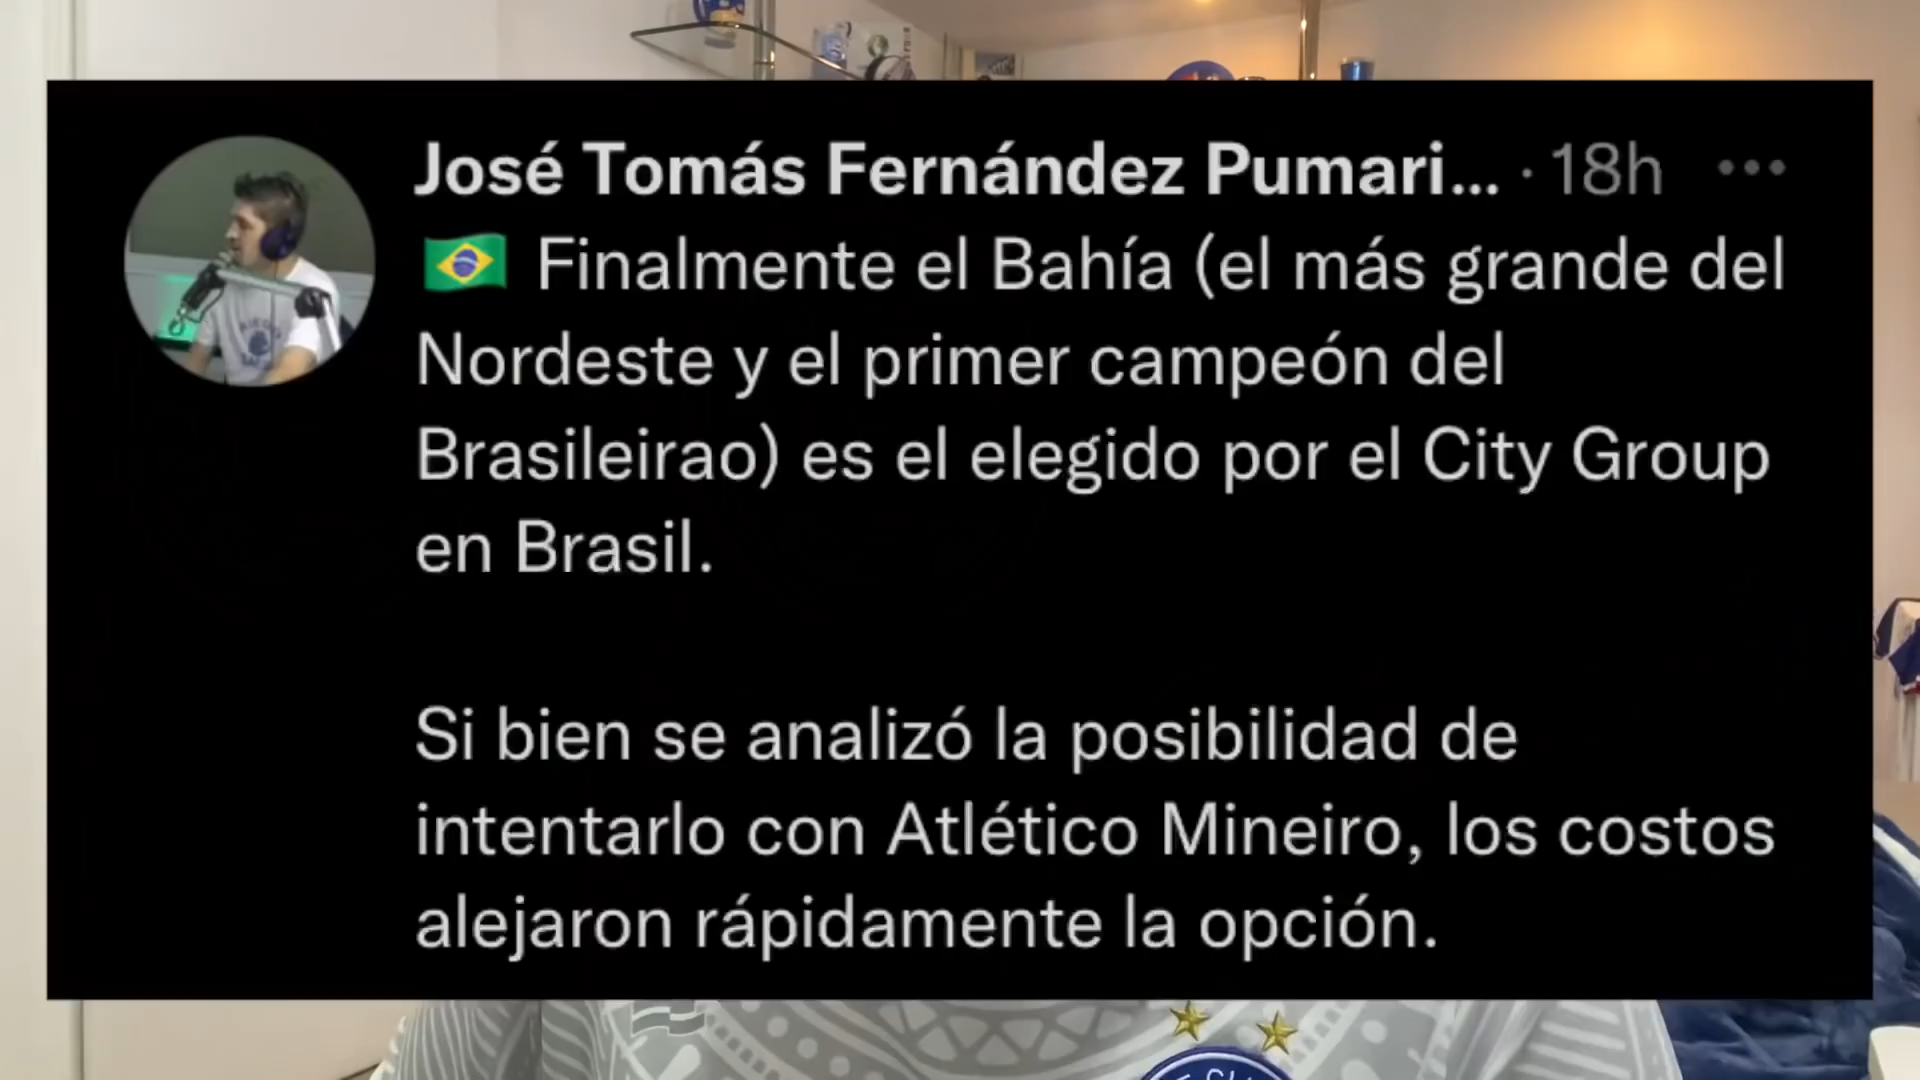 José Tomás Fernández Pumari... · 18h ...
🇧🇷 Finalmente el Bahía (el más grande del
Nordeste y el primer campeón del
Brasileirao) es el elegido por el City Group
en Brasil.
Si bien se analizó la posibilidad de
intentarlo con Atlético Mineiro, los costos
alejaron rápidamente la opción.